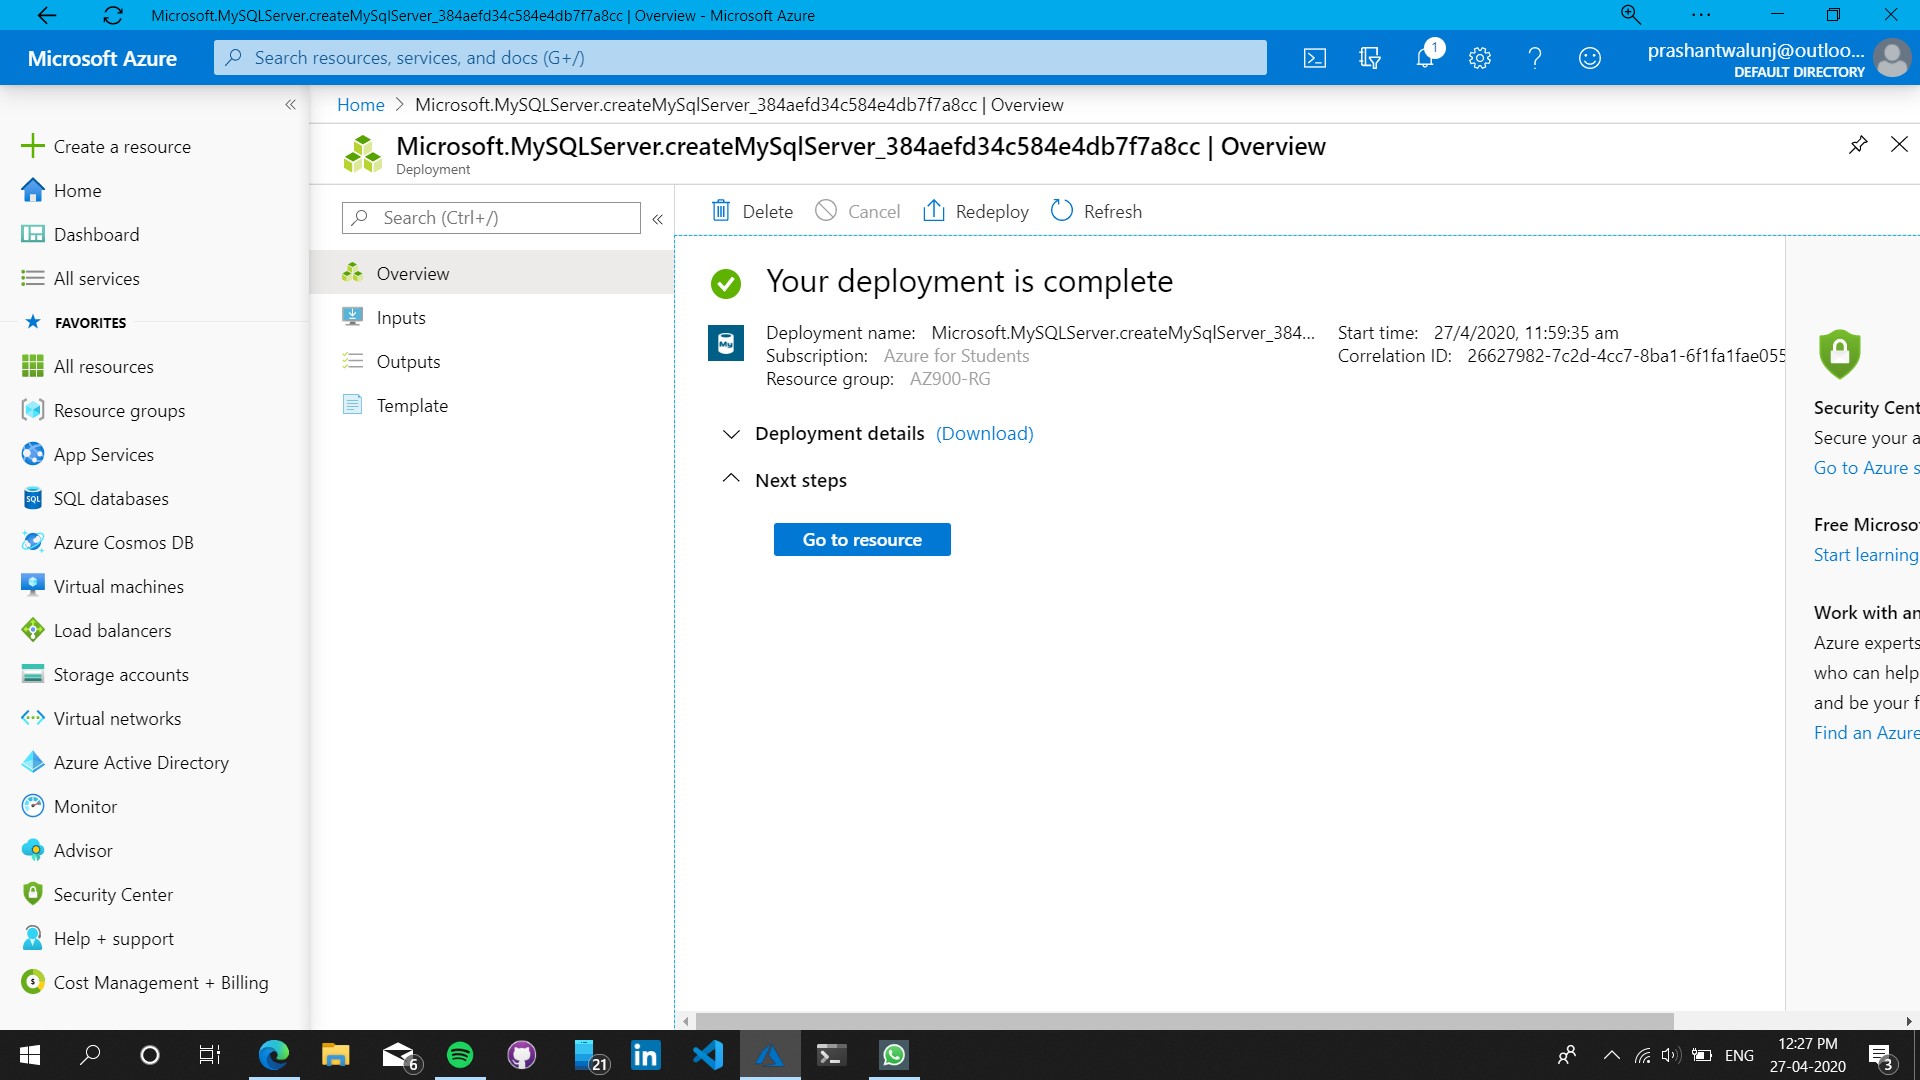 Microsoft.MySQLServer.createMySqlServer_384aefd34c584e4db7f7a8cc | Overview - Microsoft Azure
Microsoft Azure
Search resources, services, and docs (G+/)
1
prashantwalunj@outloo...
DEFAULT DIRECTORY
Home > Microsoft.MySQLServer.createMySqlServer_384aefd34c584e4db7f7a8cc | Overview
Microsoft.MySQLServer.createMySqlServer_384aefd34c584e4db7f7a8cc | Overview
Deployment
Create a resource
Home
Dashboard
All services
FAVORITES
All resources
Resource groups
App Services
SQL databases
Azure Cosmos DB
Virtual machines
Load balancers
Storage accounts
Virtual networks
Azure Active Directory
Monitor
Advisor
Security Center
Help + support
Cost Management + Billing
Search (Ctrl+/)
Overview
Inputs
Outputs
Template
Delete Cancel Redeploy Refresh
Your deployment is complete
Deployment name: Microsoft.MySQLServer.createMySqlServer_384...
Subscription: Azure for Students
Resource group: AZ900-RG
Start time: 27/4/2020, 11:59:35 am
Correlation ID: 26627982-7c2d-4cc7-8ba1-6f1fa1fae055
Deployment details (Download)
Next steps
Go to resource
Security Cent
Secure your a
Go to Azure s
Free Microso
Start learning
Work with an
Azure experts
who can help
and be your f
Find an Azure
6
21
ENG
12:27 PM
27-04-2020
3